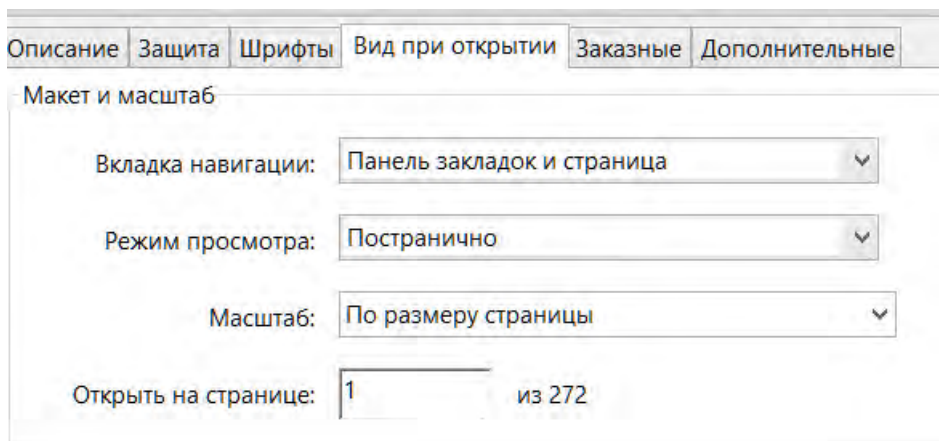 Описание Защита Шрифты Вид при открытии Заказные Дополнительные
Макет и масштаб
Вкладка навигации: Панель закладок и страница
Режим просмотра: Постранично
Масштаб: По размеру страницы
Открыть на странице: 1 из 272